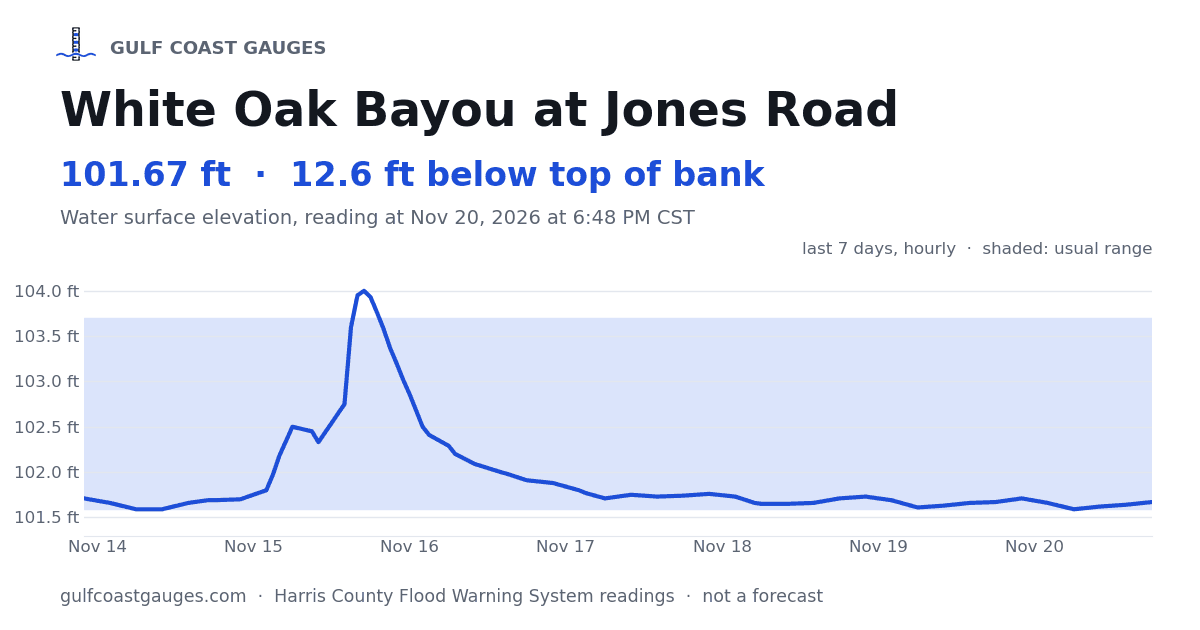 GULF COAST GAUGES
White Oak Bayou at Jones Road
101.67 ft · 12.6 ft below top of bank
Water surface elevation, reading at Nov 20, 2026 at 6:48 PM CST
last 7 days, hourly · shaded: usual range
104.0 ft
103.5 ft
103.0 ft
102.5 ft
102.0 ft
101.5 ft
Nov 14 Nov 15 Nov 16 Nov 17 Nov 18 Nov 19 Nov 20
gulfcoastgauges.com · Harris County Flood Warning System readings · not a forecast